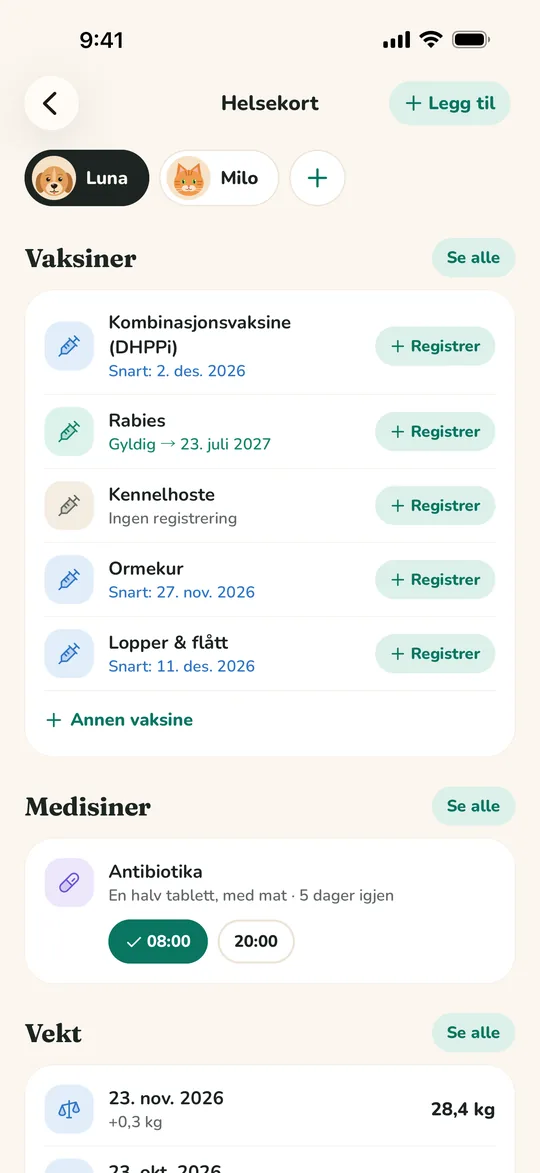 9:41
Helsekort
+ Legg til
Luna
Milo
+
Vaksiner
Se alle
Kombinasjonsvaksine
(DHPPi)
Snart: 2. des. 2026
+ Registrer
Rabies
Gyldig → 23. juli 2027
+ Registrer
Kennelhoste
Ingen registrering
+ Registrer
Ormekur
Snart: 27. nov. 2026
+ Registrer
Lopper & flått
Snart: 11. des. 2026
+ Registrer
+ Annen vaksine
Medisiner
Se alle
Antibiotika
En halv tablett, med mat · 5 dager igjen
✓ 08:00
20:00
Vekt
Se alle
23. nov. 2026
+0,3 kg
28,4 kg
23. okt. 2026